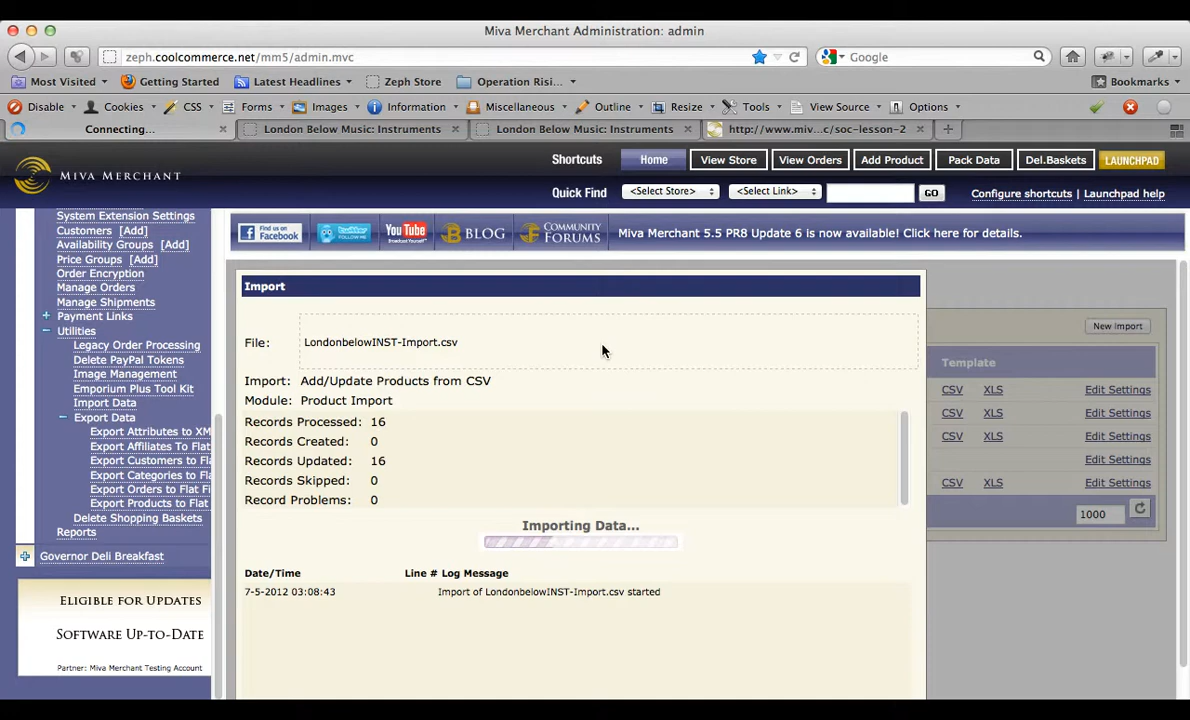 Miva Merchant Administration: admin
zeph.coolcommerce.net/mm5/admin.mvc
Google
Most Visited Getting Started Latest Headlines Zeph Store Operation Risi... Bookmarks
Disable Cookies CSS Forms Images Information Miscellaneous Outline Resize Tools View Source Options
Connecting... London Below Music: Instruments London Below Music: Instruments http://www.miv...c/soc-lesson-2
MIVA MERCHANT
Shortcuts Home View Store View Orders Add Product Pack Data Del.Baskets LAUNCHPAD
Quick Find <Select Store> <Select Link> GO Configure shortcuts | Launchpad help
System Extension Settings
Customers [Add]
Availability Groups [Add]
Price Groups [Add]
Order Encryption
Manage Orders
Manage Shipments
Payment Links
Utilities
Legacy Order Processing
Delete PayPal Tokens
Image Management
Emporium Plus Tool Kit
Import Data
Export Data
Export Attributes to XM
Export Affiliates To Flat
Export Customers to Fl
Export Categories to Fla
Export Orders to Flat Fi
Export Products to Flat
Delete Shopping Baskets
Reports
Governor Deli Breakfast
ELIGIBLE FOR UPDATES
SOFTWARE UP-TO-DATE
Partner: Miva Merchant Testing Account
Find us on Facebook twitter FOLLOW ME YouTube Broadcast Yourself BLOG COMMUNITY FORUMS Miva Merchant 5.5 PR8 Update 6 is now available! Click here for details.
Import
File: LondonbelowINST-Import.csv
Import: Add/Update Products from CSV
Module: Product Import
Records Processed: 16
Records Created: 0
Records Updated: 16
Records Skipped: 0
Record Problems: 0
Importing Data...
Date/Time Line # Log Message
7-5-2012 03:08:43 Import of LondonbelowINST-Import.csv started
New Import
Template
CSV XLS Edit Settings
CSV XLS Edit Settings
CSV XLS Edit Settings
Edit Settings
CSV XLS Edit Settings
1000